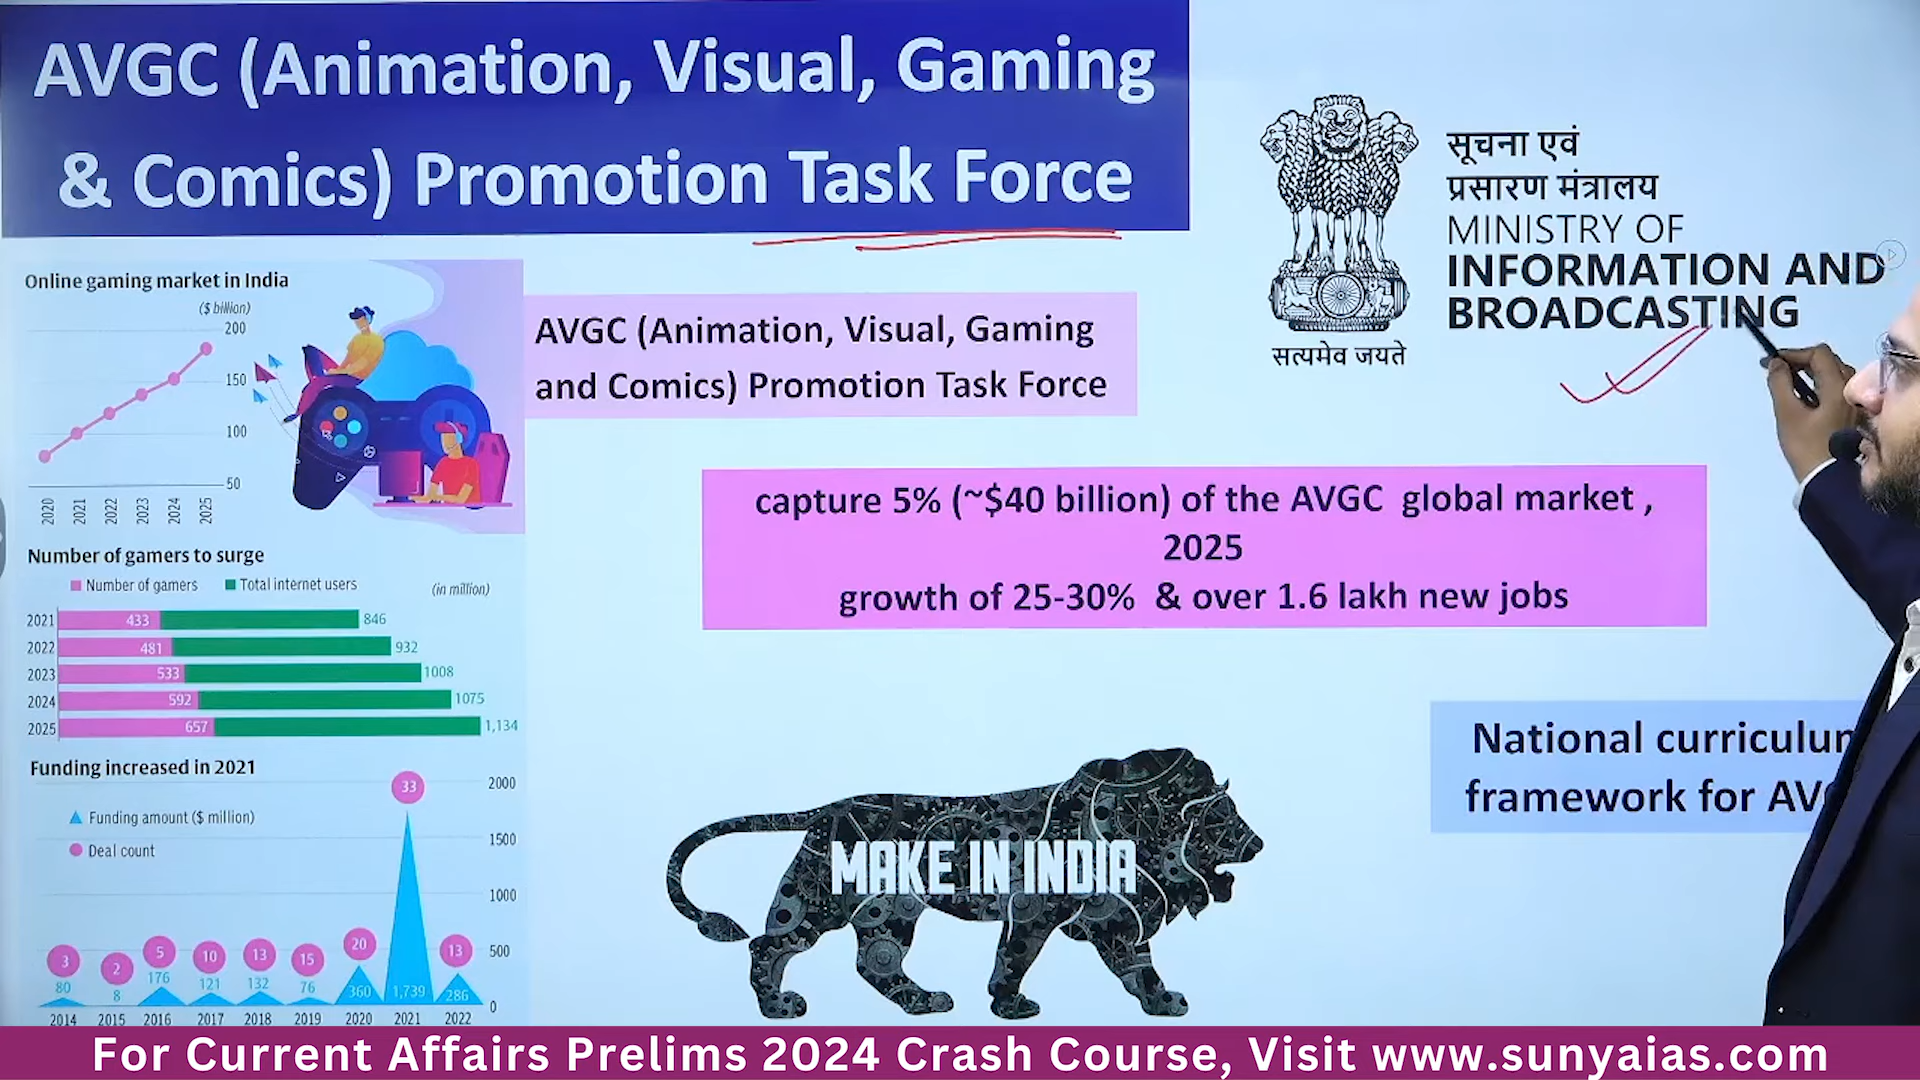 AVGC (Animation, Visual, Gaming
& Comics) Promotion Task Force
सूचना एवं
प्रसारण मंत्रालय
MINISTRY OF
INFORMATION AND
BROADCASTING
सत्यमेव जयते
Online gaming market in India
($ billion)
200
150
100
50
2020 2021 2022 2023 2024 2025
AVGC (Animation, Visual, Gaming
and Comics) Promotion Task Force
capture 5% (~$40 billion) of the AVGC global market ,
2025
growth of 25-30% & over 1.6 lakh new jobs
Number of gamers to surge
Number of gamers Total internet users (in million)
2021 433 846
2022 481 932
2023 533 1008
2024 592 1075
2025 657 1,134
Funding increased in 2021
Funding amount ($ million)
Deal count
2000
1500
1000
500
0
33
3 2 5 10 13 15 20 13
80 8 176 121 132 76 360 1,739 286
2014 2015 2016 2017 2018 2019 2020 2021 2022
MAKE IN INDIA
National curriculum
framework for
For Current Affairs Prelims 2024 Crash Course, Visit www.sunyaias.com